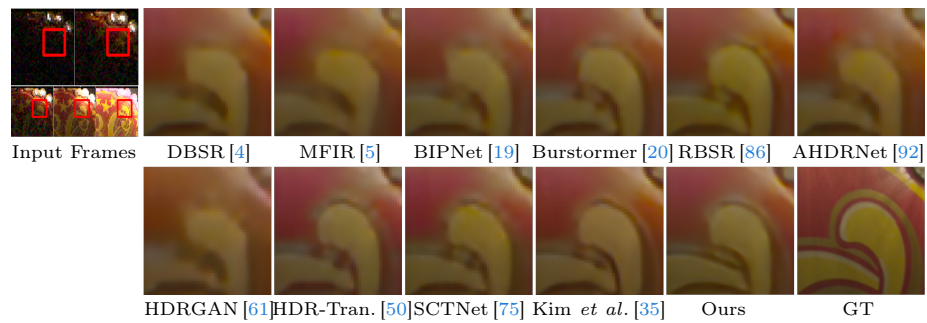 Input Frames DBSR [4] MFIR [5] BIPNet [19] Burstormer [20] RBSR [86] AHDRNet [92]
HDRGAN [61] HDR-Tran. [50] SCTNet [75] Kim et al. [35] Ours GT